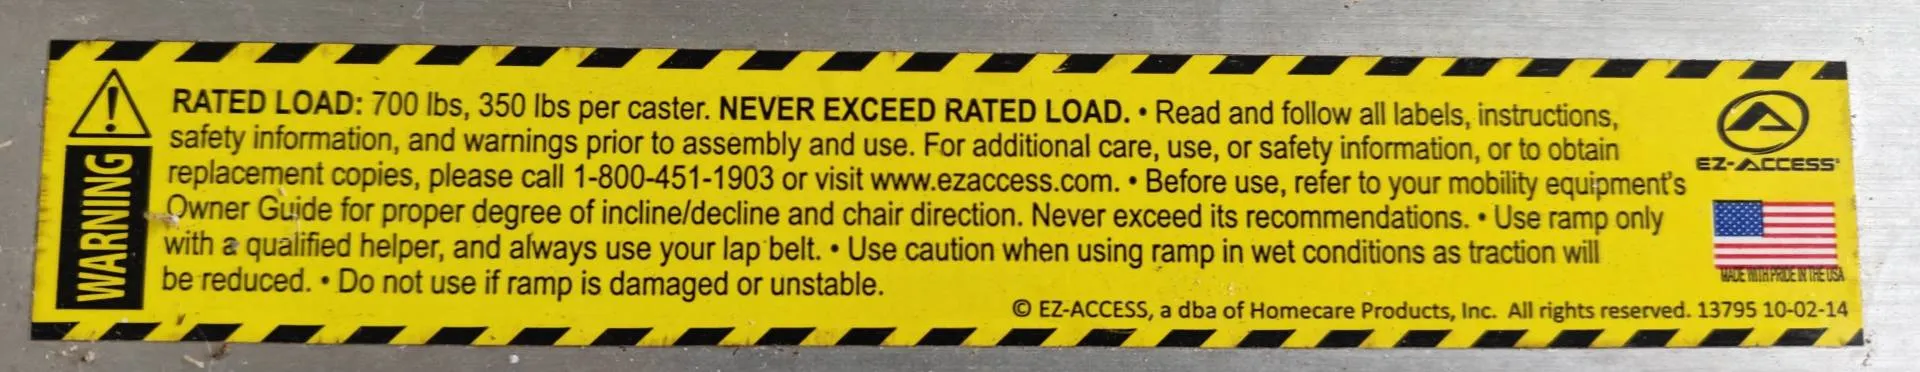 WARNING
RATED LOAD: 700 lbs, 350 lbs per caster. NEVER EXCEED RATED LOAD. • Read and follow all labels, instructions,
safety information, and warnings prior to assembly and use. For additional care, use, or safety information, or to obtain
replacement copies, please call 1-800-451-1903 or visit www.ezaccess.com. • Before use, refer to your mobility equipment's
Owner Guide for proper degree of incline/decline and chair direction. Never exceed its recommendations. • Use ramp only
with a qualified helper, and always use your lap belt. • Use caution when using ramp in wet conditions as traction will
be reduced. • Do not use if ramp is damaged or unstable.
EZ-ACCESS®
MADE WITH PRIDE IN THE USA
© EZ-ACCESS, a dba of Homecare Products, Inc. All rights reserved. 13795 10-02-14